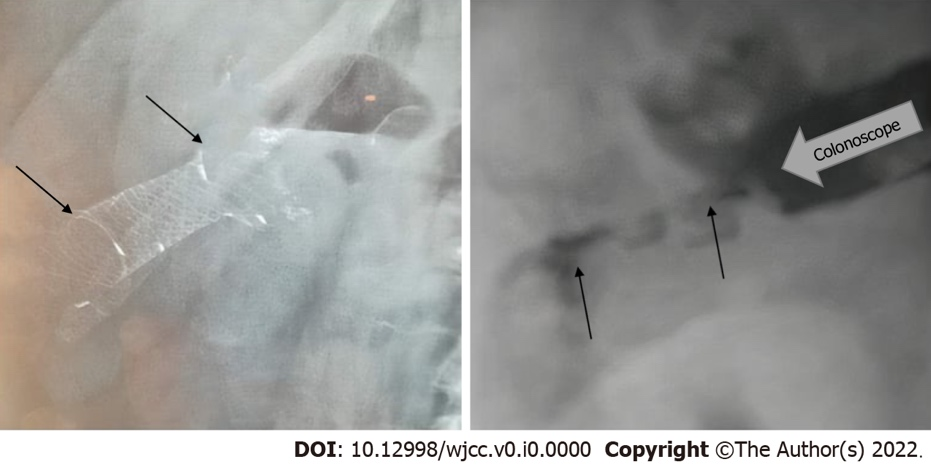 Colonoscope
DOI: 10.12998/wjcc.v0.i0.0000 Copyright ©The Author(s) 2022.